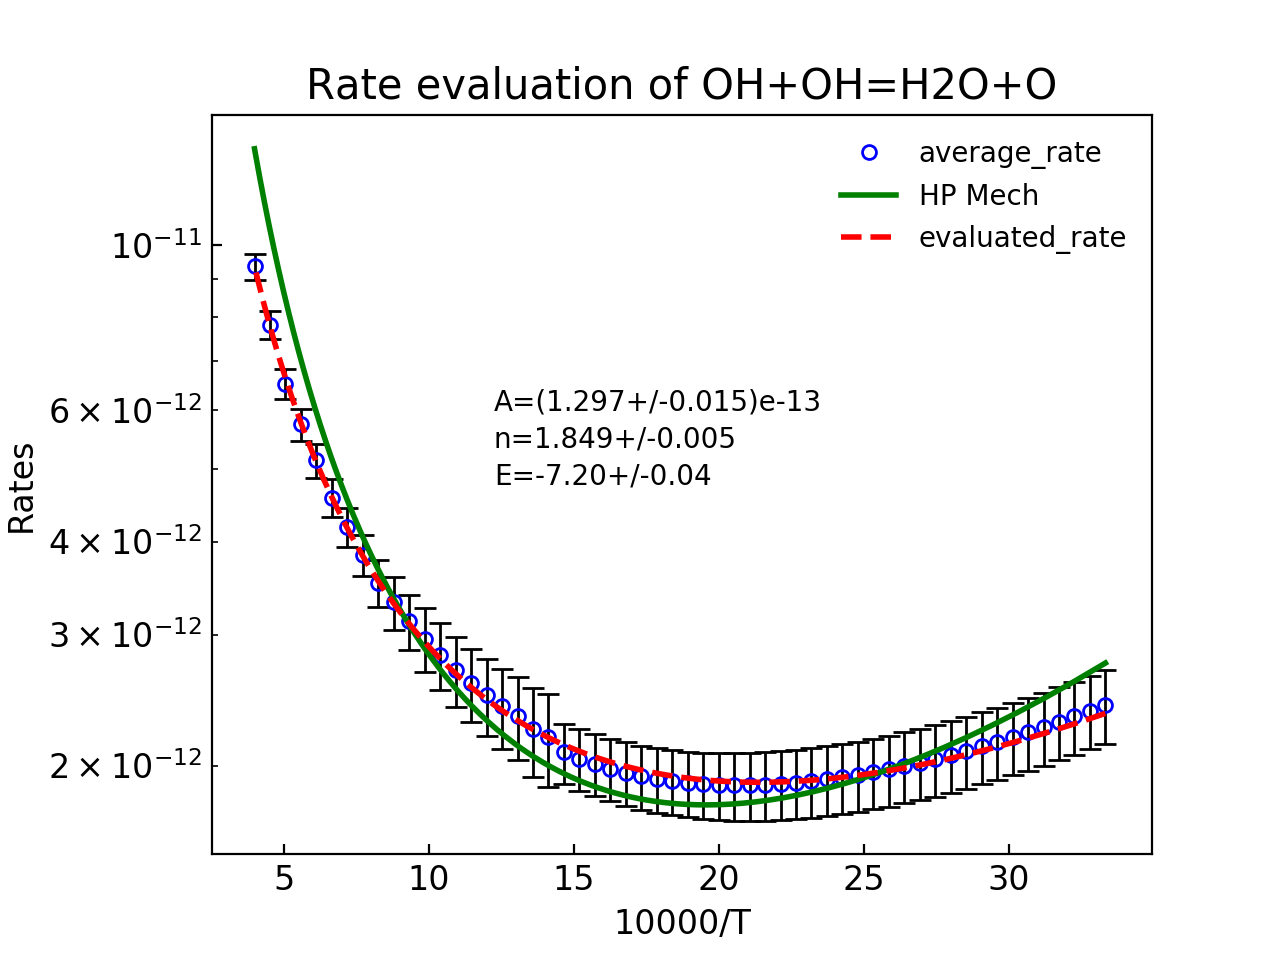 Rate evaluation of OH+OH=H2O+O
average_rate
HP Mech
evaluated_rate
10⁻¹¹
6 × 10⁻¹²
4 × 10⁻¹²
3 × 10⁻¹²
2 × 10⁻¹²
Rates
A=(1.297+/-0.015)e-13
n=1.849+/-0.005
E=-7.20+/-0.04
5 10 15 20 25 30
10000/T